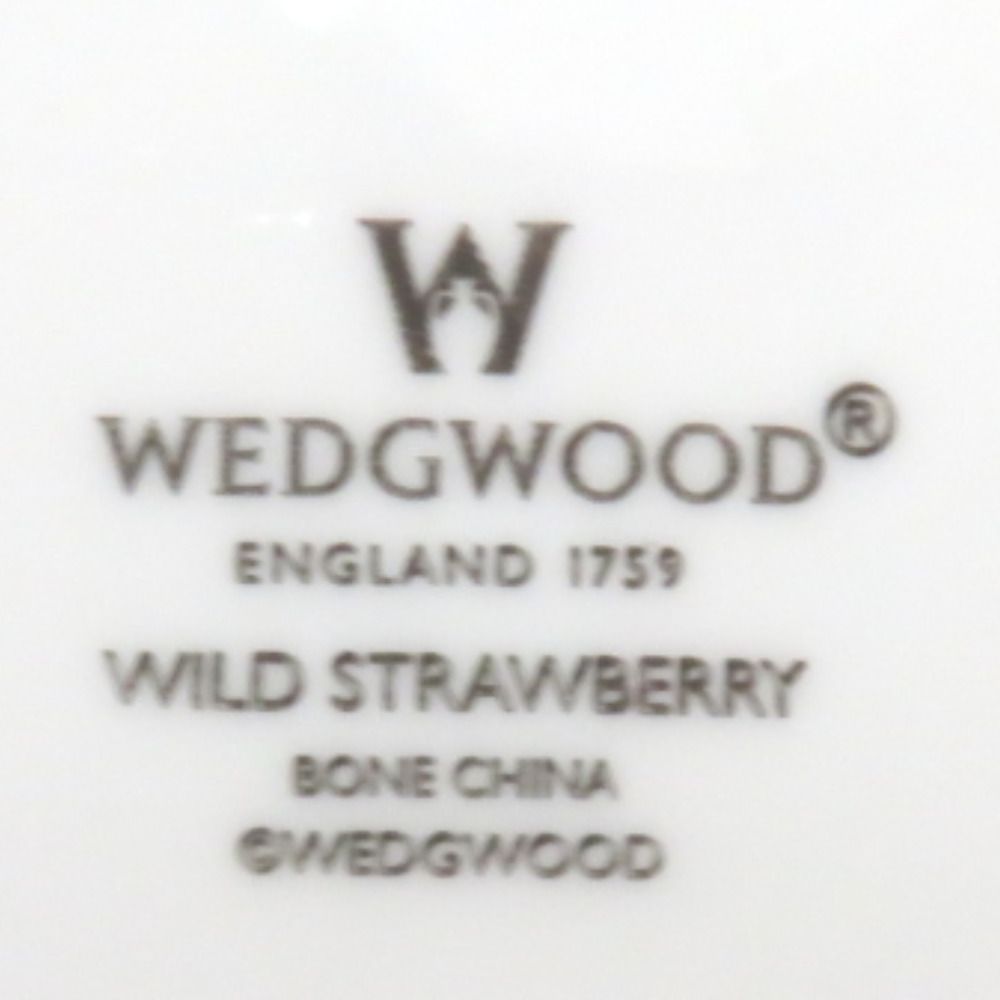 W
WEDGWOOD®
ENGLAND 1759
WILD STRAWBERRY
BONE CHINA
©WEDGWOOD